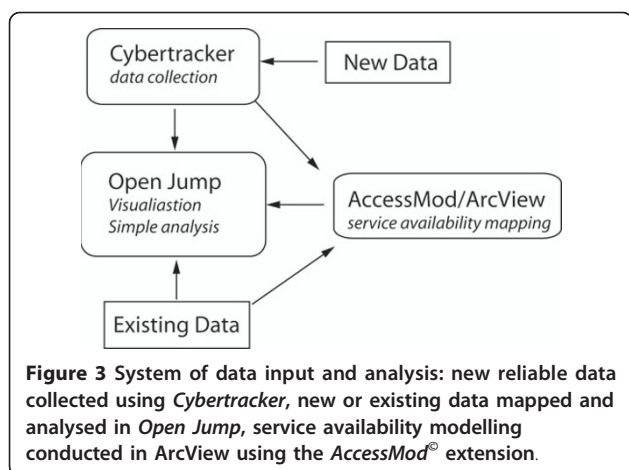 Cybertracker
data collection
New Data
Open Jump
Visualiastion
Simple analysis
AccessMod/ArcView
service availability mapping
Existing Data
Figure 3 System of data input and analysis: new reliable data
collected using Cybertracker, new or existing data mapped and
analysed in Open Jump, service availability modelling
conducted in ArcView using the AccessMod© extension.